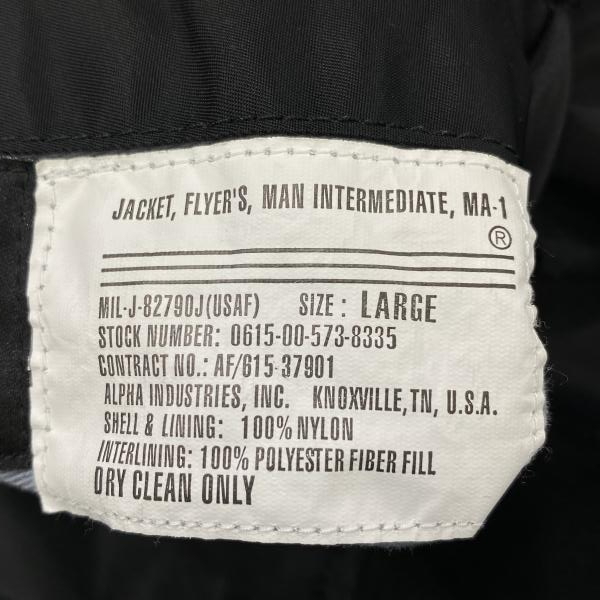 JACKET, FLYER'S, MAN INTERMEDIATE, MA-1
®
MIL-J-82790J(USAF) SIZE : LARGE
STOCK NUMBER: 0615-00-573-8335
CONTRACT NO.: AF/615-37901
ALPHA INDUSTRIES, INC. KNOXVILLE,TN, U.S.A.
SHELL & LINING: 100% NYLON
INTERLINING: 100% POLYESTER FIBER FILL
DRY CLEAN ONLY